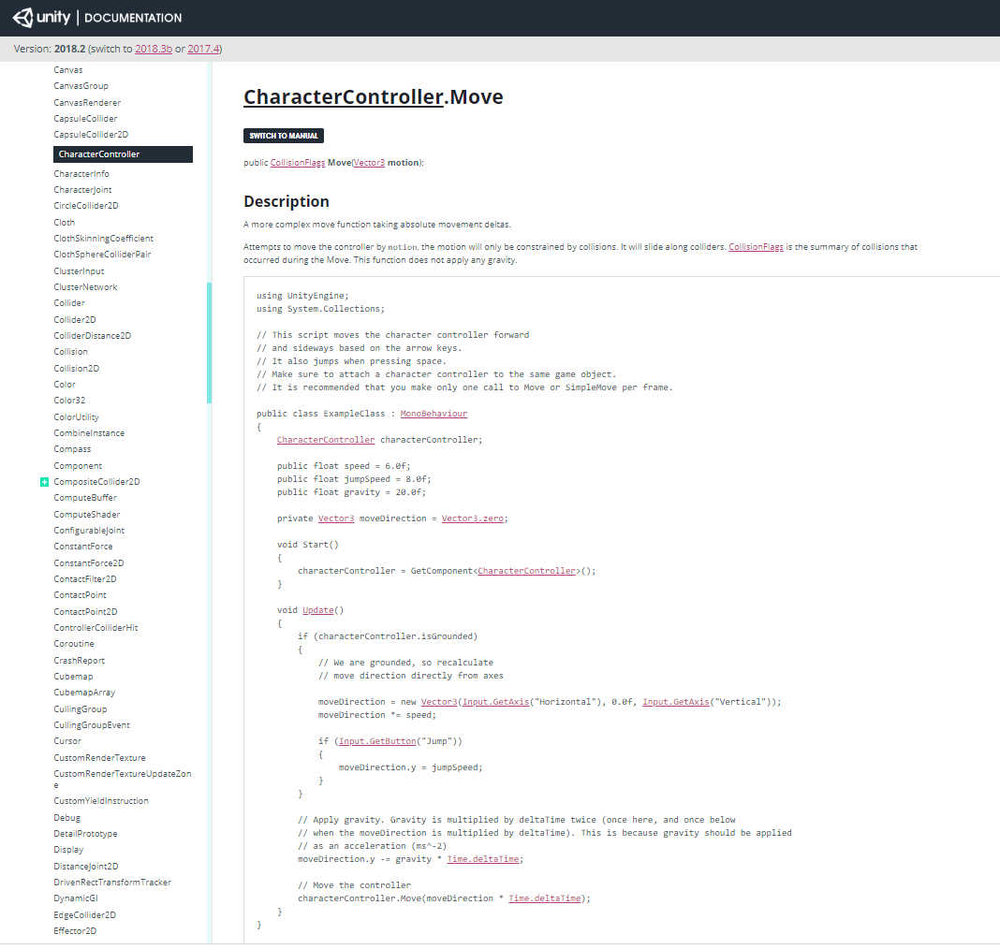 unity | DOCUMENTATION
Version: 2018.2 (switch to 2018.3b or 2017.4)
Canvas
CanvasGroup
CanvasRenderer
CapsuleCollider
CapsuleCollider2D
CharacterController
CharacterInfo
CharacterJoint
CircleCollider2D
Cloth
ClothSkinningCoefficient
ClothSphereColliderPair
ClusterInput
ClusterNetwork
Collider
Collider2D
ColliderDistance2D
Collision
Collision2D
Color
Color32
ColorUtility
CombineInstance
Compass
Component
CompositeCollider2D
ComputeBuffer
ComputeShader
ConfigurableJoint
ConstantForce
ConstantForce2D
ContactFilter2D
ContactPoint
ContactPoint2D
ControllerColliderHit
Coroutine
CrashReport
Cubemap
CubemapArray
CullingGroup
CullingGroupEvent
Cursor
CustomRenderTexture
CustomRenderTextureUpdateZon
e
CustomYieldInstruction
Debug
DetailPrototype
Display
DistanceJoint2D
DrivenRectTransformTracker
DynamicGI
EdgeCollider2D
Effector2D
CharacterController.Move
SWITCH TO MANUAL
public CollisionFlags Move(Vector3 motion);
Description
A more complex move function taking absolute movement deltas.
Attempts to move the controller by motion, the motion will only be constrained by collisions. It will slide along colliders. CollisionFlags is the summary of collisions that
occurred during the Move. This function does not apply any gravity.
using UnityEngine;
using System.Collections;
// This script moves the character controller forward
// and sideways based on the arrow keys.
// It also jumps when pressing space.
// Make sure to attach a character controller to the same game object.
// It is recommended that you make only one call to Move or SimpleMove per frame.
public class ExampleClass : MonoBehaviour
{
CharacterController characterController;
public float speed = 6.0f;
public float jumpSpeed = 8.0f;
public float gravity = 20.0f;
private Vector3 moveDirection = Vector3.zero;
void Start()
{
characterController = GetComponent<CharacterController>();
}
void Update()
{
if (characterController.isGrounded)
{
// We are grounded, so recalculate
// move direction directly from axes
moveDirection = new Vector3(Input.GetAxis("Horizontal"), 0.0f, Input.GetAxis("Vertical"));
moveDirection *= speed;
if (Input.GetButton("Jump"))
{
moveDirection.y = jumpSpeed;
}
}
// Apply gravity. Gravity is multiplied by deltaTime twice (once here, and once below
// when the moveDirection is multiplied by deltaTime). This is because gravity should be applied
// as an acceleration (ms^-2)
moveDirection.y -= gravity * Time.deltaTime;
// Move the controller
characterController.Move(moveDirection * Time.deltaTime);
}
}